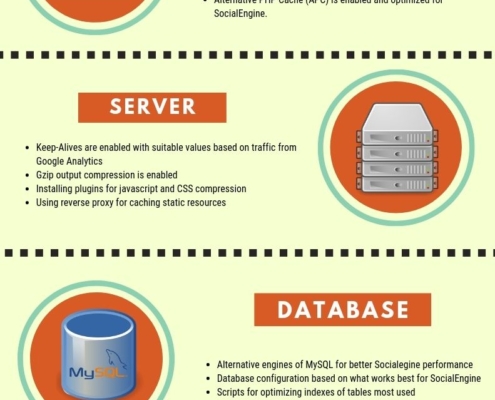 Alternative PHP Cache (APC) is enabled and optimized for
SocialEngine.
SERVER
Keep-Alives are enabled with suitable values based on traffic from
Google Analytics
Gzip output compression is enabled
Installing plugins for javascript and CSS compression
Using reverse proxy for caching static resources
DATABASE
MySQL
Alternative engines of MySQL for better Socialegine performance
Database configuration based on what works best for SocialEngine
Scripts for optimizing indexes of tables most used